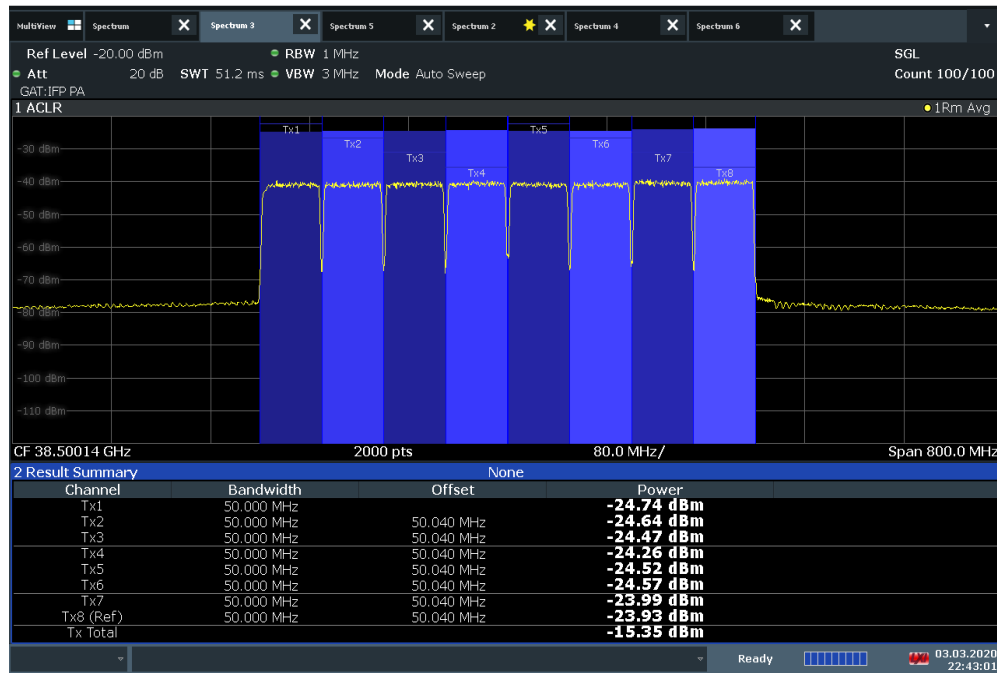 MultiView Spectrum X Spectrum 3 X Spectrum 5 X Spectrum 2 X Spectrum 4 X Spectrum 6 X
Ref Level -20.00 dBm RBW 1 MHz SGL
Att 20 dB SWT 51.2 ms VBW 3 MHz Mode Auto Sweep Count 100/100
GAT:IFP PA
1 ACLR 1Rm Avg
Tx1 Tx5
Tx2 Tx6
-30 dBm
Tx3 Tx7
Tx4 Tx8
-40 dBm
-50 dBm
-60 dBm
-70 dBm
-80 dBm
-90 dBm
-100 dBm
-110 dBm
CF 38.50014 GHz 2000 pts 80.0 MHz/ Span 800.0 MHz
2 Result Summary None
Channel Bandwidth Offset Power
Tx1 50.000 MHz -24.74 dBm
Tx2 50.000 MHz 50.040 MHz -24.64 dBm
Tx3 50.000 MHz 50.040 MHz -24.47 dBm
Tx4 50.000 MHz 50.040 MHz -24.26 dBm
Tx5 50.000 MHz 50.040 MHz -24.52 dBm
Tx6 50.000 MHz 50.040 MHz -24.57 dBm
Tx7 50.000 MHz 50.040 MHz -23.99 dBm
Tx8 (Ref) 50.000 MHz 50.040 MHz -23.93 dBm
Tx Total -15.35 dBm
Ready 03.03.2020
22:43:01